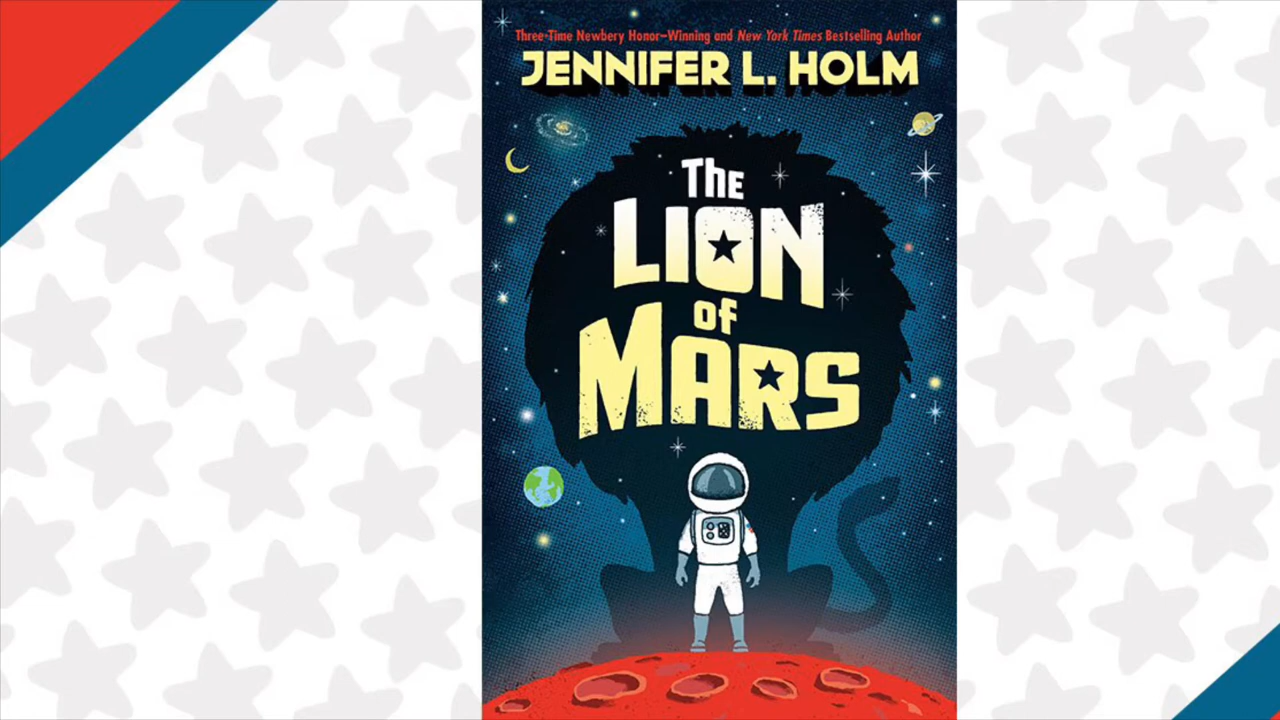 Three-Time Newbery Honor–Winning and New York Times Bestselling Author
JENNIFER L. HOLM
The
LION
of
MARS